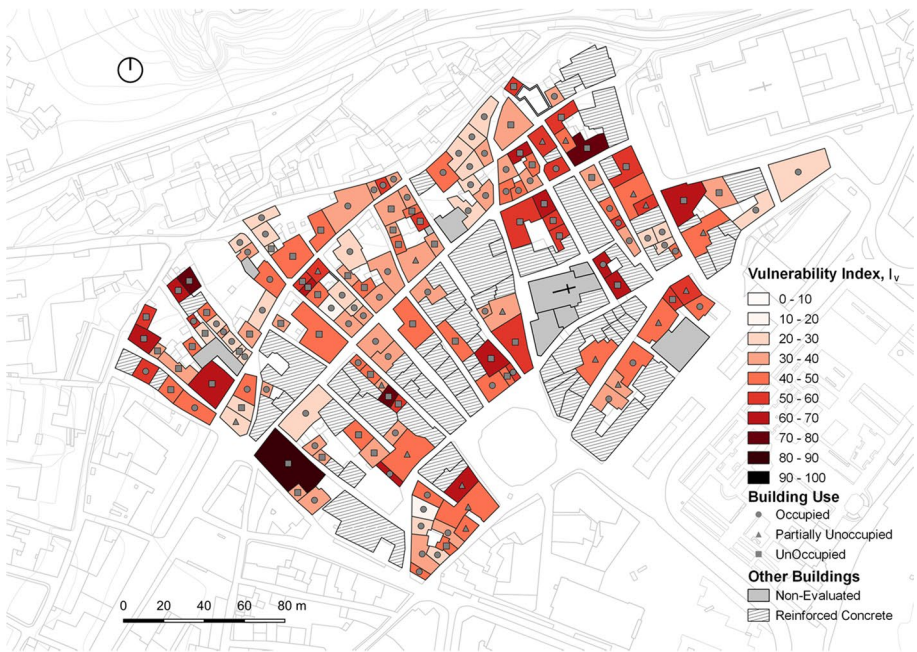 Vulnerability Index, Iv
0 - 10
10 - 20
20 - 30
30 - 40
40 - 50
50 - 60
60 - 70
70 - 80
80 - 90
90 - 100
Building Use
Occupied
Partially Unoccupied
UnOccupied
Other Buildings
Non-Evaluated
Reinforced Concrete
0 20 40 60 80 m